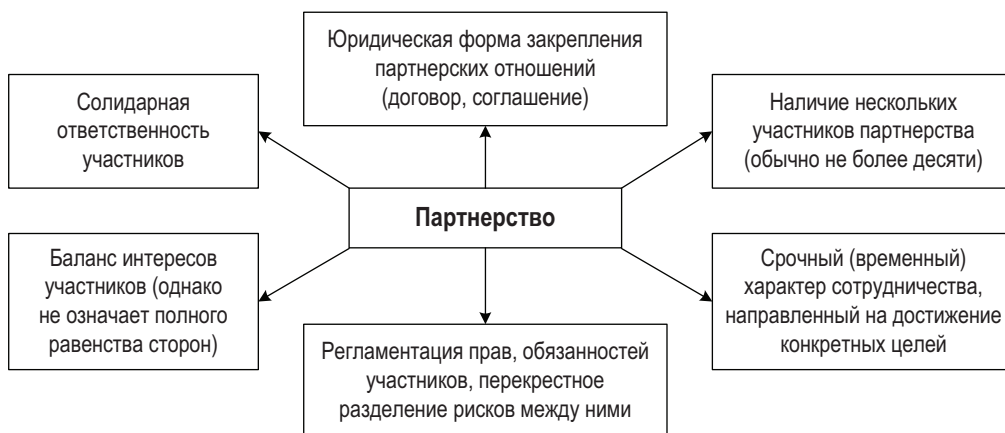 Юридическая форма закрепления
партнерских отношений
(договор, соглашение)
Солидарная
ответственность
участников
Наличие нескольких
участников партнерства
(обычно не более десяти)
Партнерство
Баланс интересов
участников (однако
не означает полного
равенства сторон)
Срочный (временный)
характер сотрудничества,
направленный на достижение
конкретных целей
Регламентация прав, обязанностей
участников, перекрестное
разделение рисков между ними